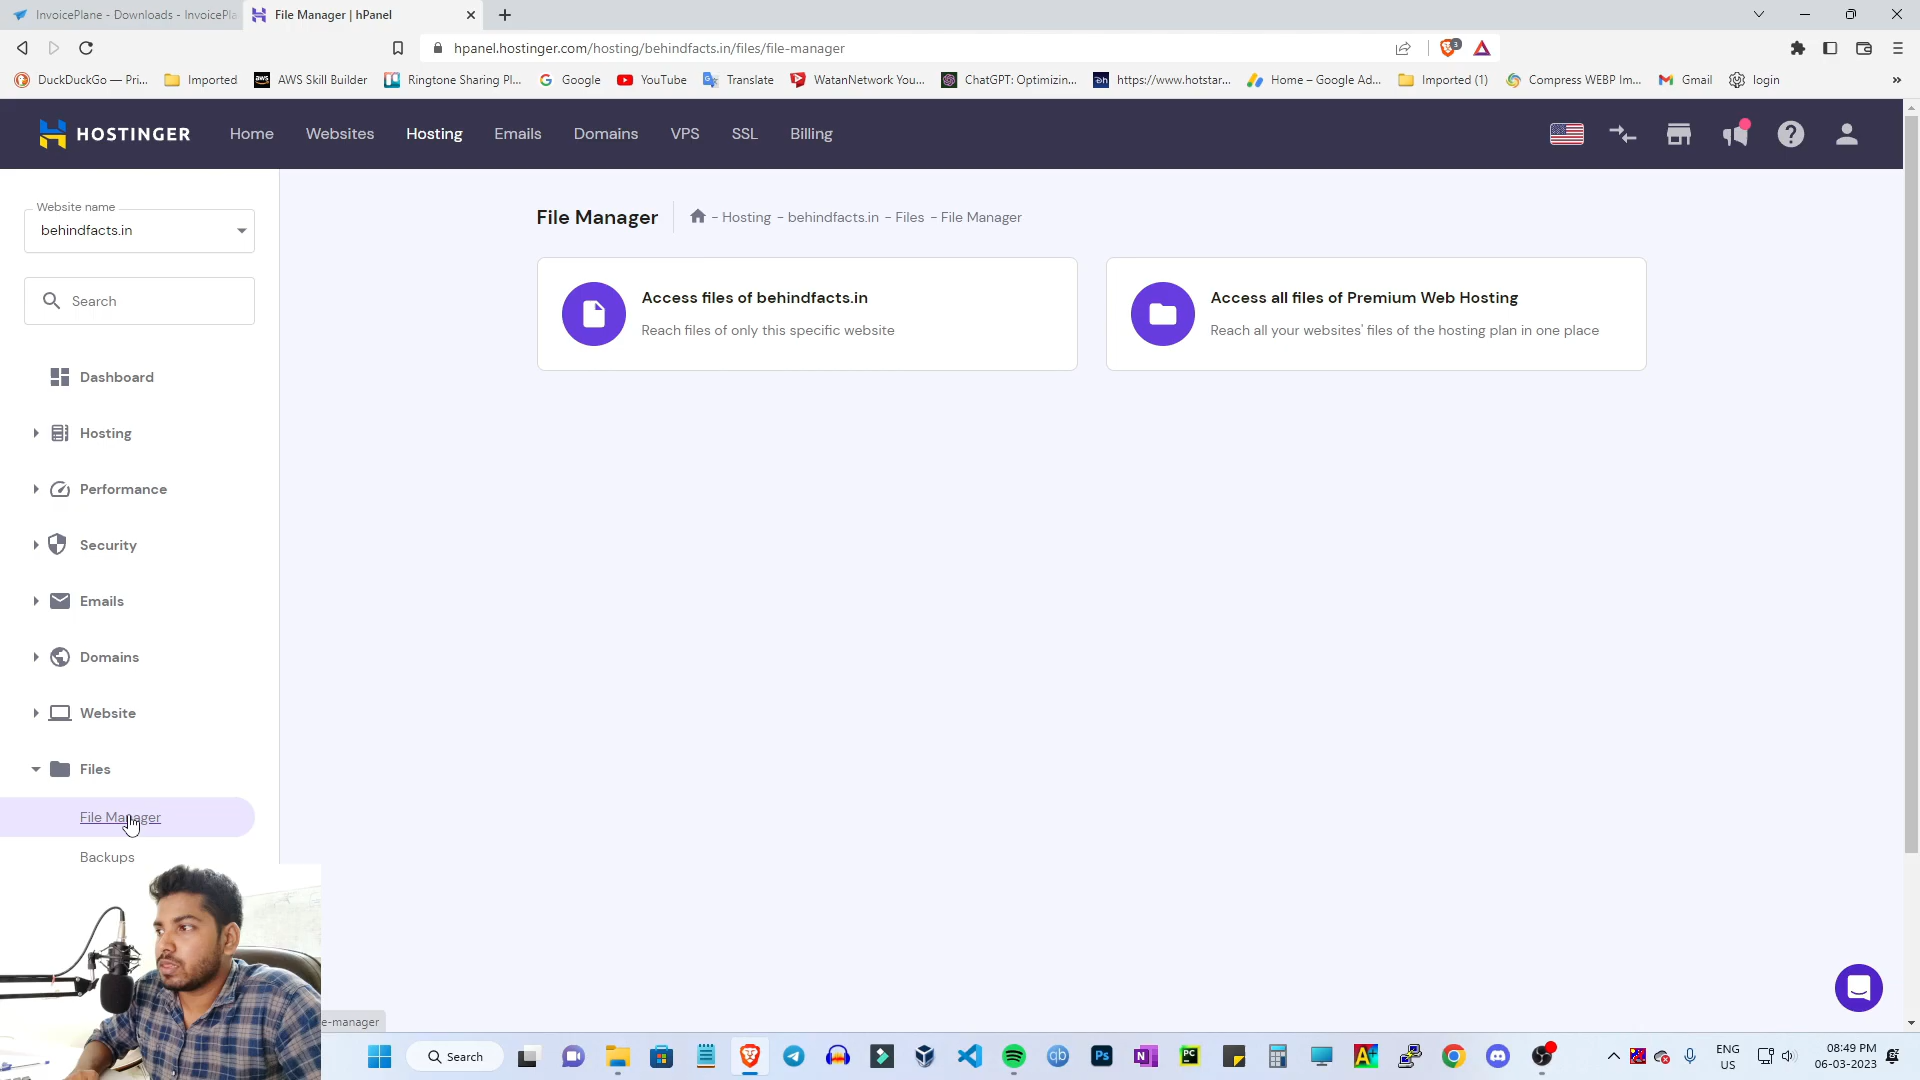 InvoicePlane - Downloads - InvoicePla
File Manager | hPanel
hpanel.hostinger.com/hosting/behindfacts.in/files/file-manager
3
DuckDuckGo — Pri...
Imported
AWS Skill Builder
Ringtone Sharing Pl...
Google
YouTube
Translate
WatanNetwork You...
ChatGPT: Optimizin...
https://www.hotstar...
Home – Google Ad...
Imported (1)
Compress WEBP Im...
Gmail
login
»
HOSTINGER
Home
Websites
Hosting
Emails
Domains
VPS
SSL
Billing
Website name
behindfacts.in
Search
Dashboard
Hosting
Performance
Security
Emails
Domains
Website
Files
File Manager
Backups
File Manager
- Hosting - behindfacts.in - Files - File Manager
Access files of behindfacts.in
Reach files of only this specific website
Access all files of Premium Web Hosting
Reach all your websites' files of the hosting plan in one place
e-manager
Search
ENG
US
08:49 PM
06-03-2023